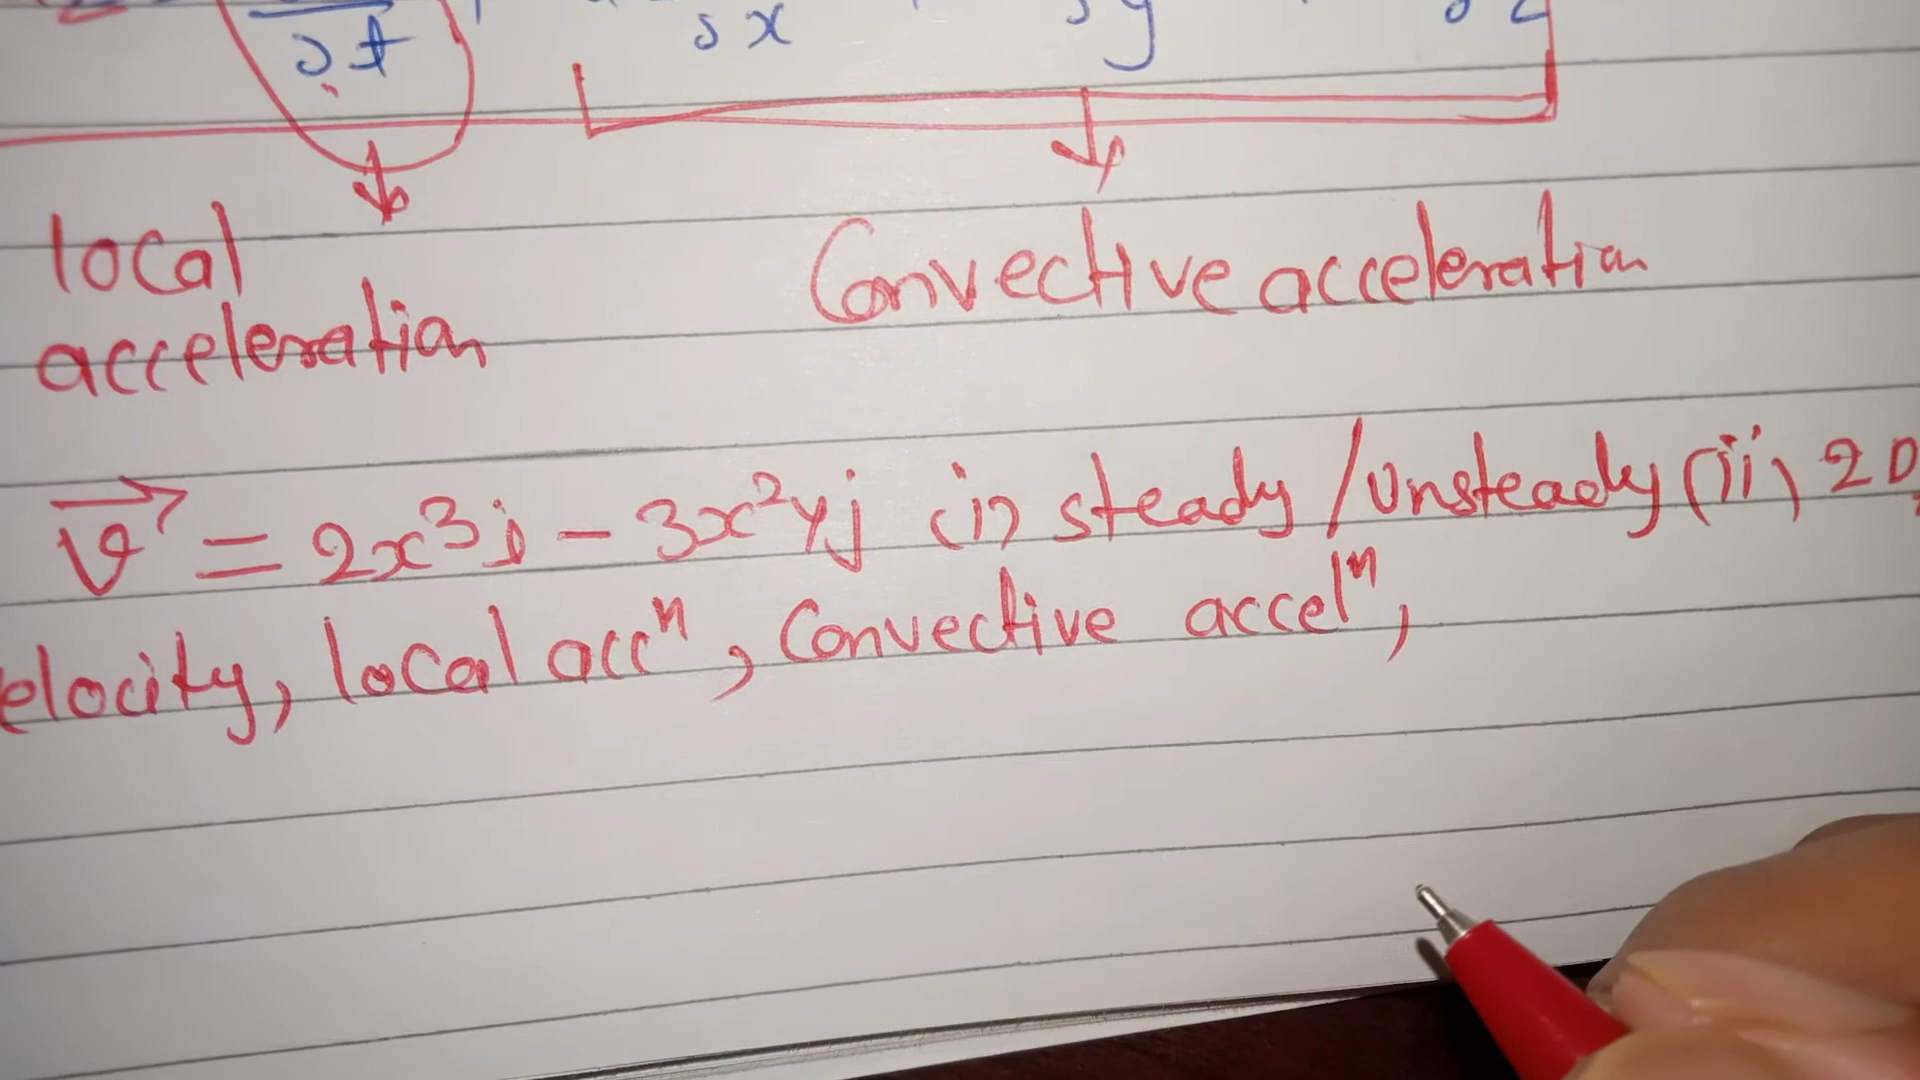 ∂t ∂x ∂y ∂z
local
acceleration
Convective acceleration
v⃗ = 2x³i − 3x²yj (i) steady/Unsteady (ii) 2D,
elocity, local accⁿ, Convective accelⁿ,